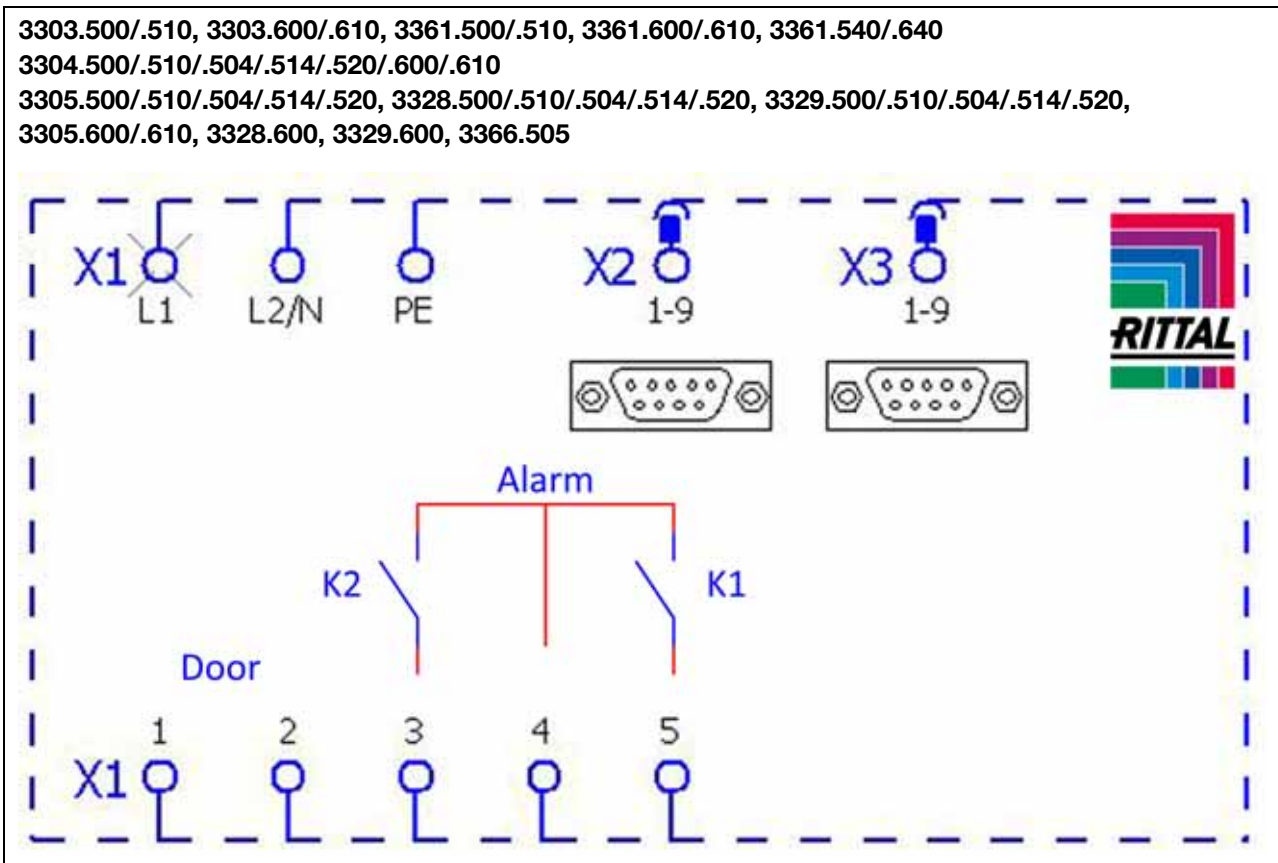 3303.500/.510, 3303.600/.610, 3361.500/.510, 3361.600/.610, 3361.540/.640
3304.500/.510/.504/.514/.520/.600/.610
3305.500/.510/.504/.514/.520, 3328.500/.510/.504/.514/.520, 3329.500/.510/.504/.514/.520,
3305.600/.610, 3328.600, 3329.600, 3366.505
X1 X2 X3
L1 L2/N PE 1-9 1-9
RITTAL
Alarm
K2 K1
Door
1 2 3 4 5
X1